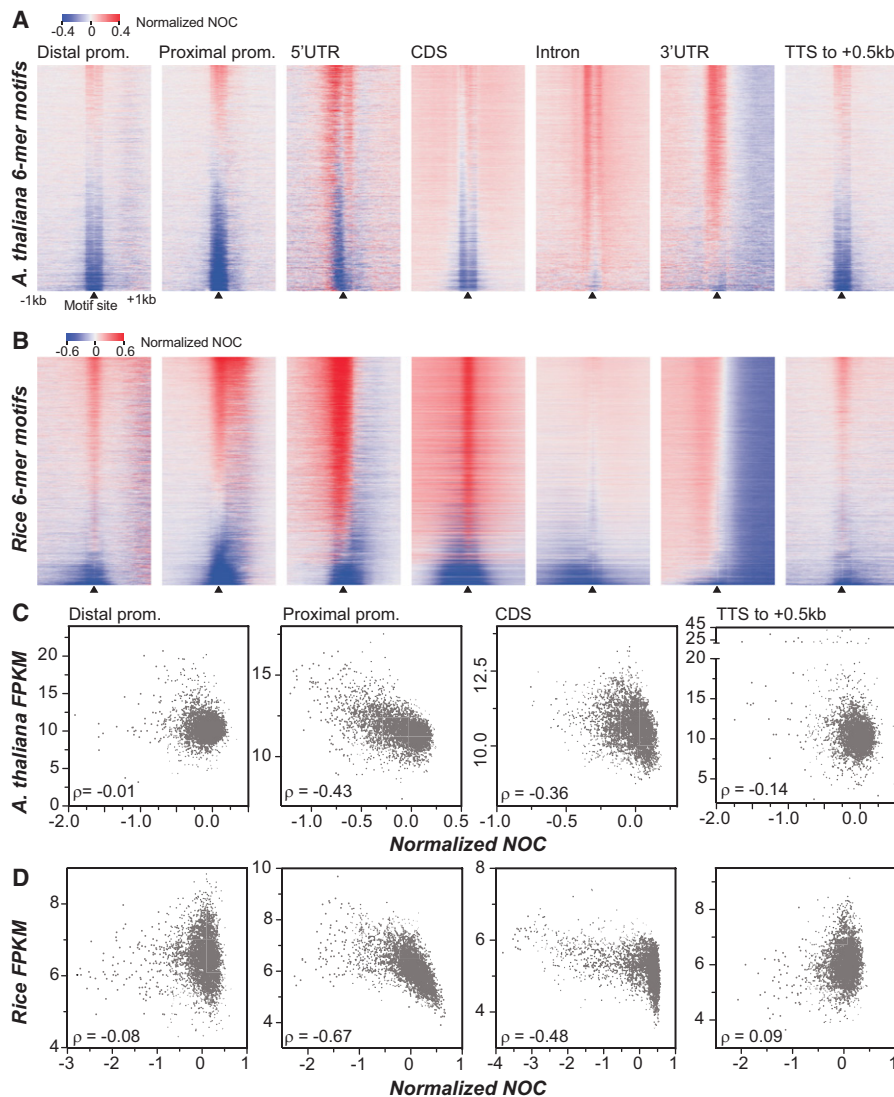 A
Normalized NOC
-0.4 0 0.4
Distal prom. Proximal prom. 5'UTR CDS Intron 3'UTR TTS to +0.5kb
A. thaliana 6-mer motifs
-1kb Motif site +1kb
B
Normalized NOC
-0.6 0 0.6
Rice 6-mer motifs
C
Distal prom. Proximal prom. CDS TTS to +0.5kb
A. thaliana FPKM
20
15
10
5
0
ρ= -0.01
-2.0 -1.0 0.0
15
10
ρ = -0.43
-1.0 -0.5 0.0 0.5
12.5
10.0
ρ = -0.36
-1.0 -0.5 0.0
45
25
20
15
10
5
ρ = -0.14
-2.0 -1.0 0.0
Normalized NOC
D
Rice FPKM
8
6
4
ρ = -0.08
-3 -2 -1 0 1
10
8
6
4
ρ = -0.67
-2 -1 0 1
8
6
4
ρ = -0.48
-4 -3 -2 -1 0 1
8
6
4
ρ = 0.09
-2 -1 0 1
Normalized NOC